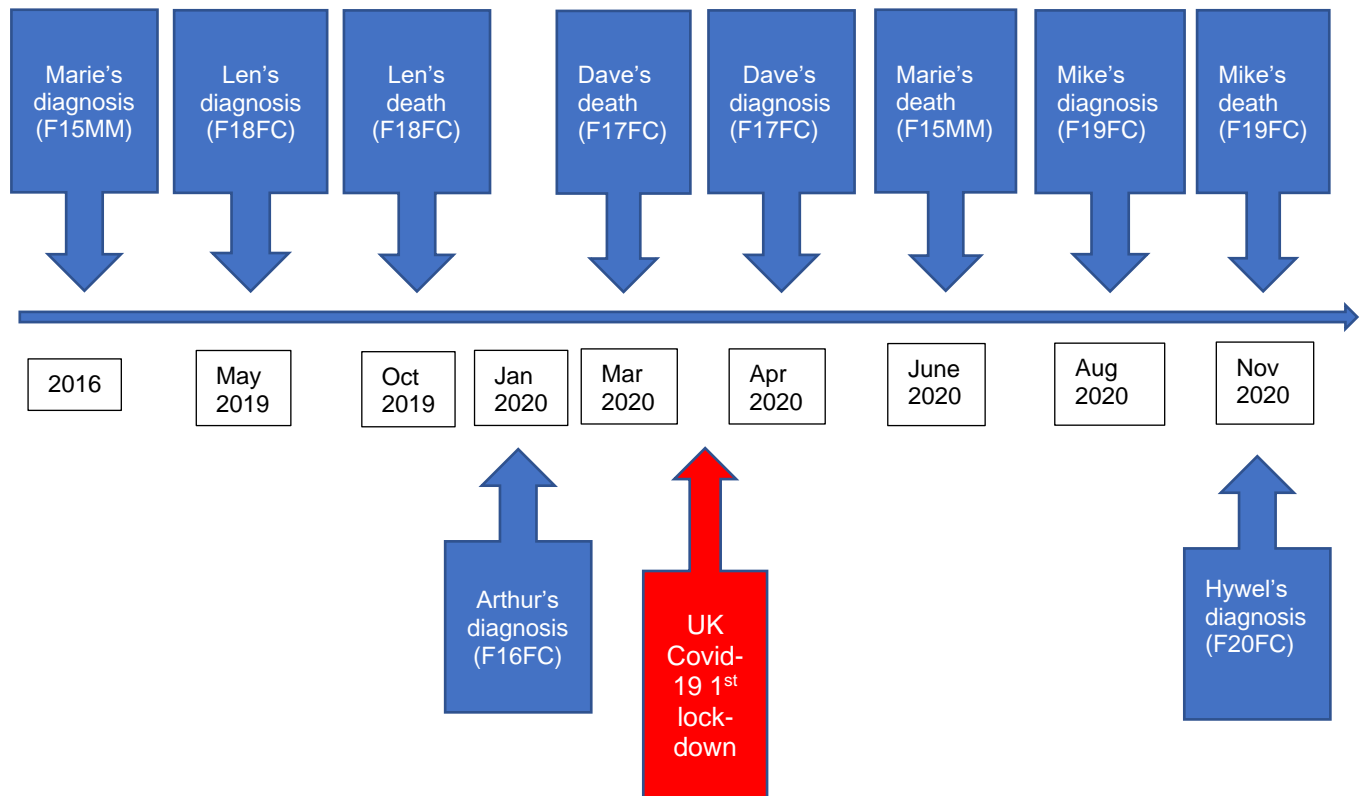 Marie’s
diagnosis
(F15MM)
Len’s
diagnosis
(F18FC)
Len’s
death
(F18FC)
Dave’s
death
(F17FC)
Dave’s
diagnosis
(F17FC)
Marie’s
death
(F15MM)
Mike’s
diagnosis
(F19FC)
Mike’s
death
(F19FC)
2016
May
2019
Oct
2019
Jan
2020
Mar
2020
Apr
2020
June
2020
Aug
2020
Nov
2020
Arthur’s
diagnosis
(F16FC)
UK
Covid-
19 1st
lock-
down
Hywel’s
diagnosis
(F20FC)